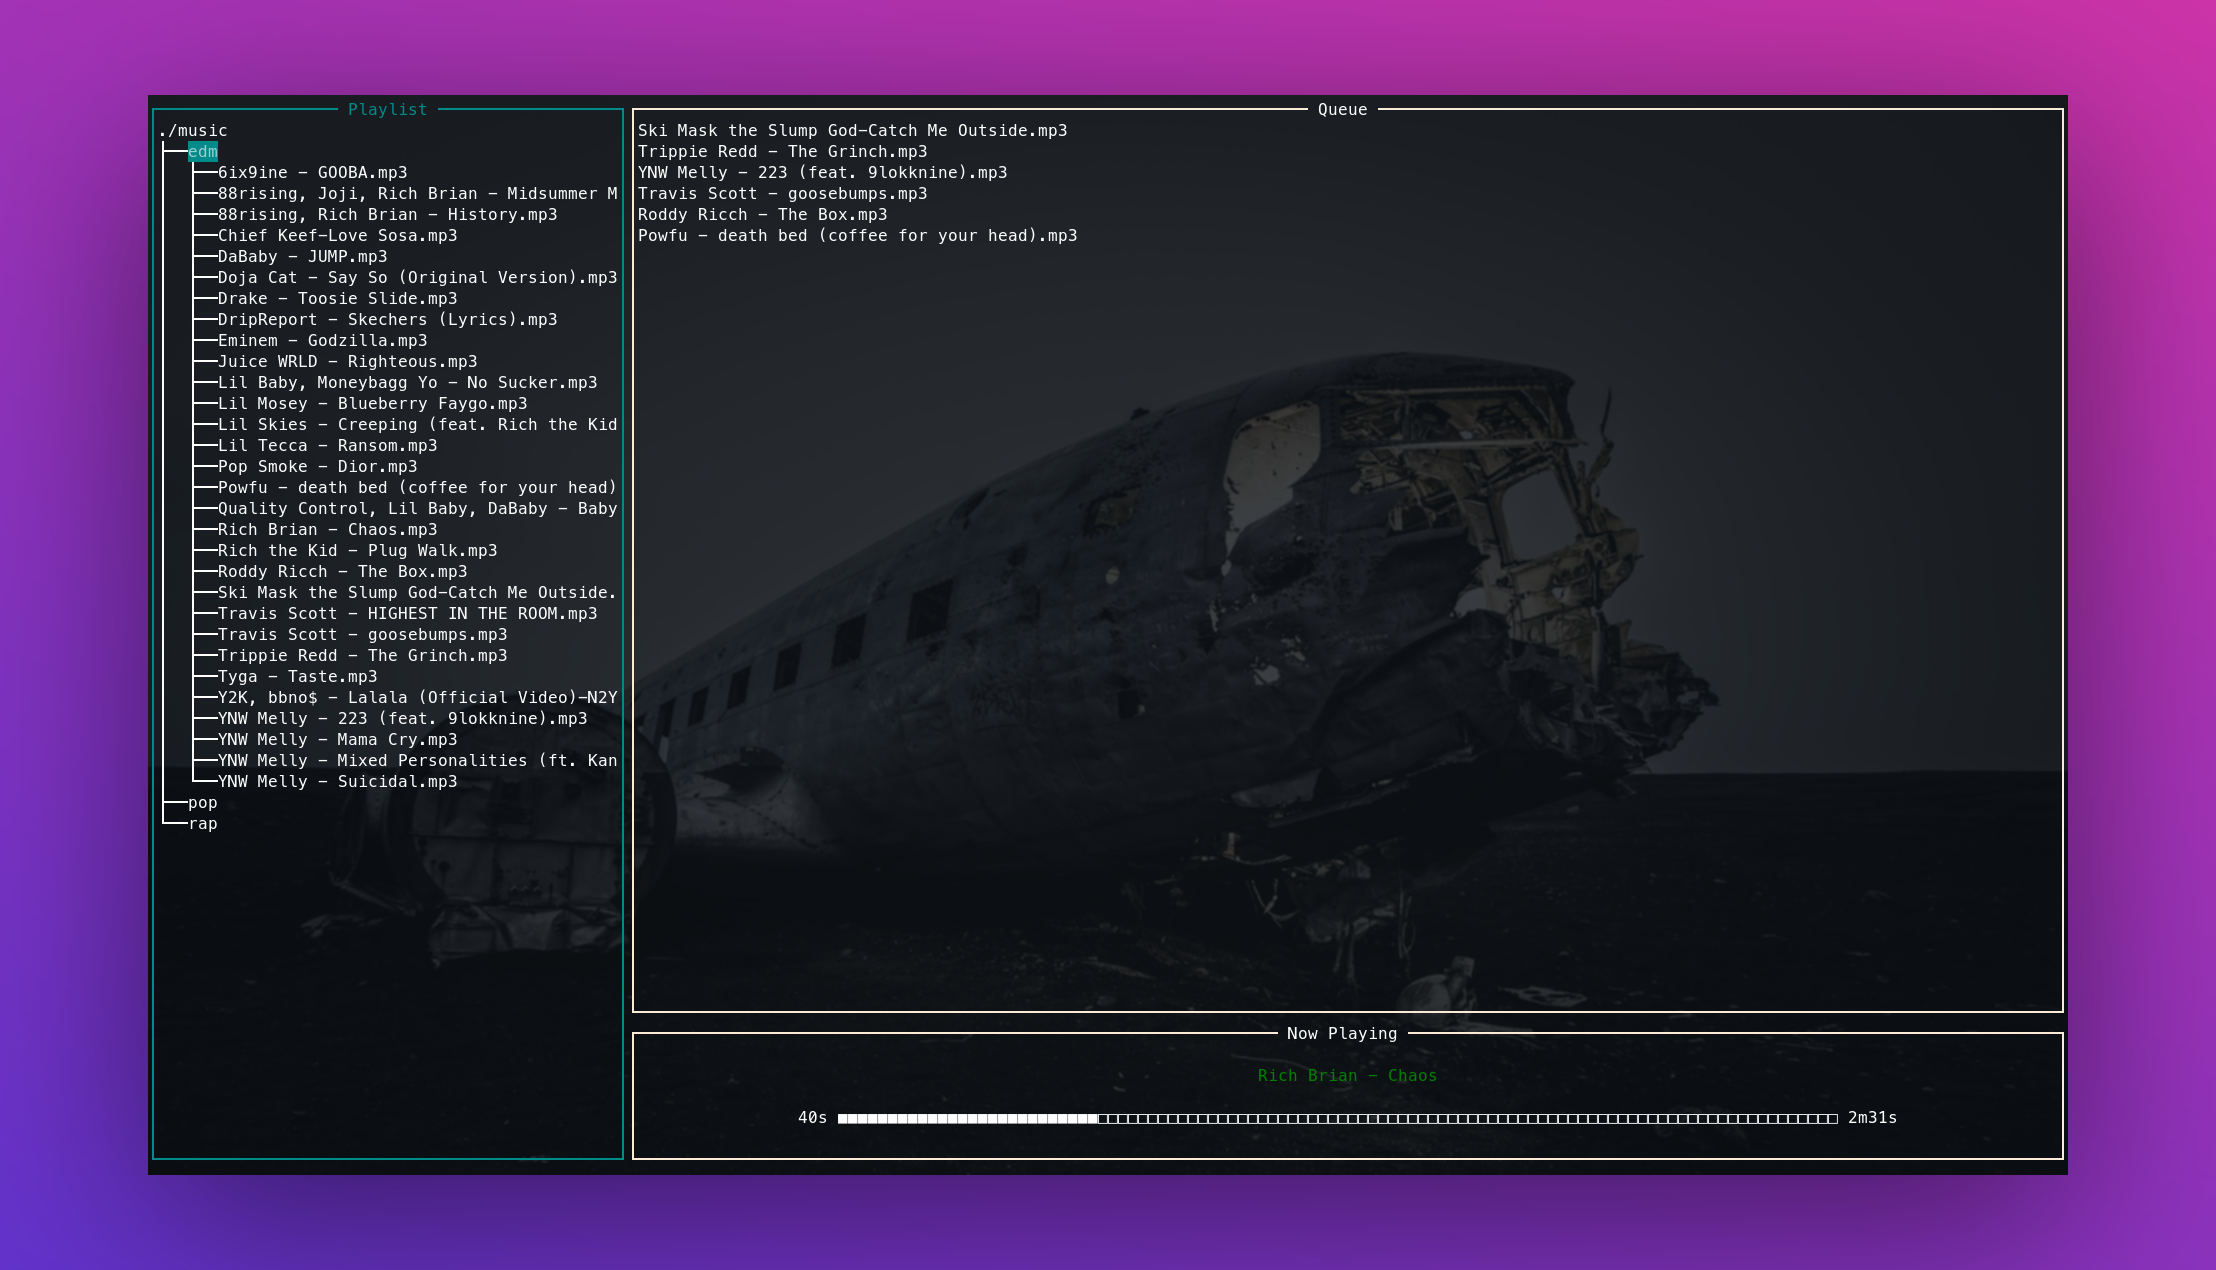 Playlist
./music
edm
6ix9ine - GOOBA.mp3
88rising, Joji, Rich Brian - Midsummer M
88rising, Rich Brian - History.mp3
Chief Keef-Love Sosa.mp3
DaBaby - JUMP.mp3
Doja Cat - Say So (Original Version).mp3
Drake - Toosie Slide.mp3
DripReport - Skechers (Lyrics).mp3
Eminem - Godzilla.mp3
Juice WRLD - Righteous.mp3
Lil Baby, Moneybagg Yo - No Sucker.mp3
Lil Mosey - Blueberry Faygo.mp3
Lil Skies - Creeping (feat. Rich the Kid
Lil Tecca - Ransom.mp3
Pop Smoke - Dior.mp3
Powfu - death bed (coffee for your head)
Quality Control, Lil Baby, DaBaby - Baby
Rich Brian - Chaos.mp3
Rich the Kid - Plug Walk.mp3
Roddy Ricch - The Box.mp3
Ski Mask the Slump God-Catch Me Outside.
Travis Scott - HIGHEST IN THE ROOM.mp3
Travis Scott - goosebumps.mp3
Trippie Redd - The Grinch.mp3
Tyga - Taste.mp3
Y2K, bbno$ - Lalala (Official Video)-N2Y
YNW Melly - 223 (feat. 9lokknine).mp3
YNW Melly - Mama Cry.mp3
YNW Melly - Mixed Personalities (ft. Kan
YNW Melly - Suicidal.mp3
pop
rap
Queue
Ski Mask the Slump God-Catch Me Outside.mp3
Trippie Redd - The Grinch.mp3
YNW Melly - 223 (feat. 9lokknine).mp3
Travis Scott - goosebumps.mp3
Roddy Ricch - The Box.mp3
Powfu - death bed (coffee for your head).mp3
Now Playing
Rich Brian - Chaos
40s 2m31s